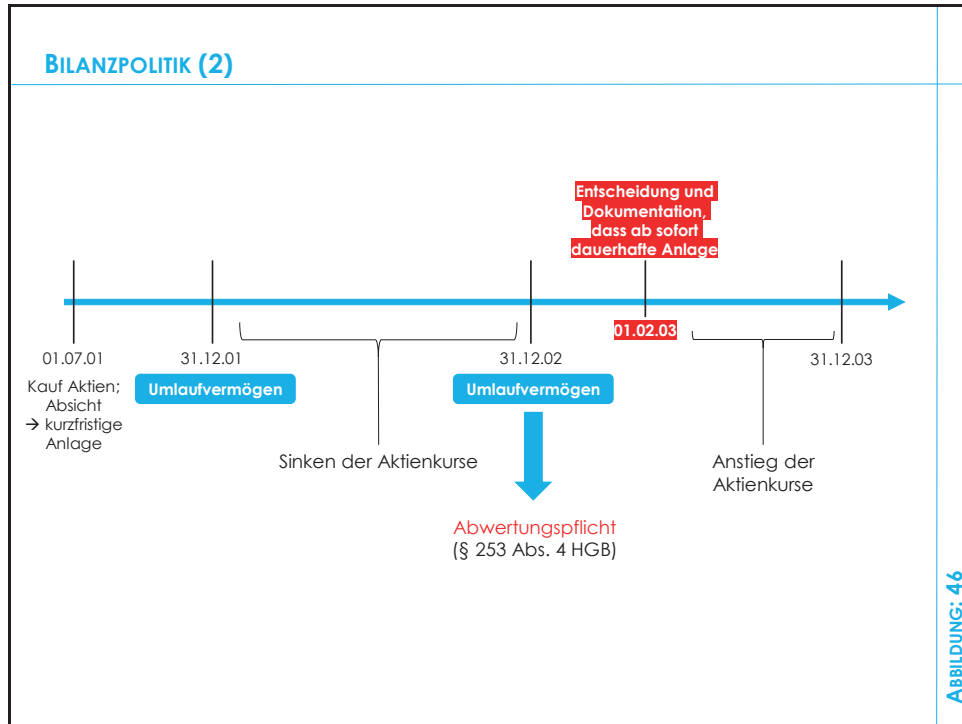 BILANZPOLITIK (2)
Entscheidung und
Dokumentation,
dass ab sofort
dauerhafte Anlage
01.02.03
01.07.01
31.12.01
31.12.02
31.12.03
Kauf Aktien;
Absicht
→ kurzfristige
Anlage
Umlaufvermögen
Umlaufvermögen
Sinken der Aktienkurse
Anstieg der
Aktienkurse
Abwertungspflicht
(§ 253 Abs. 4 HGB)
ABBILDUNG: 46